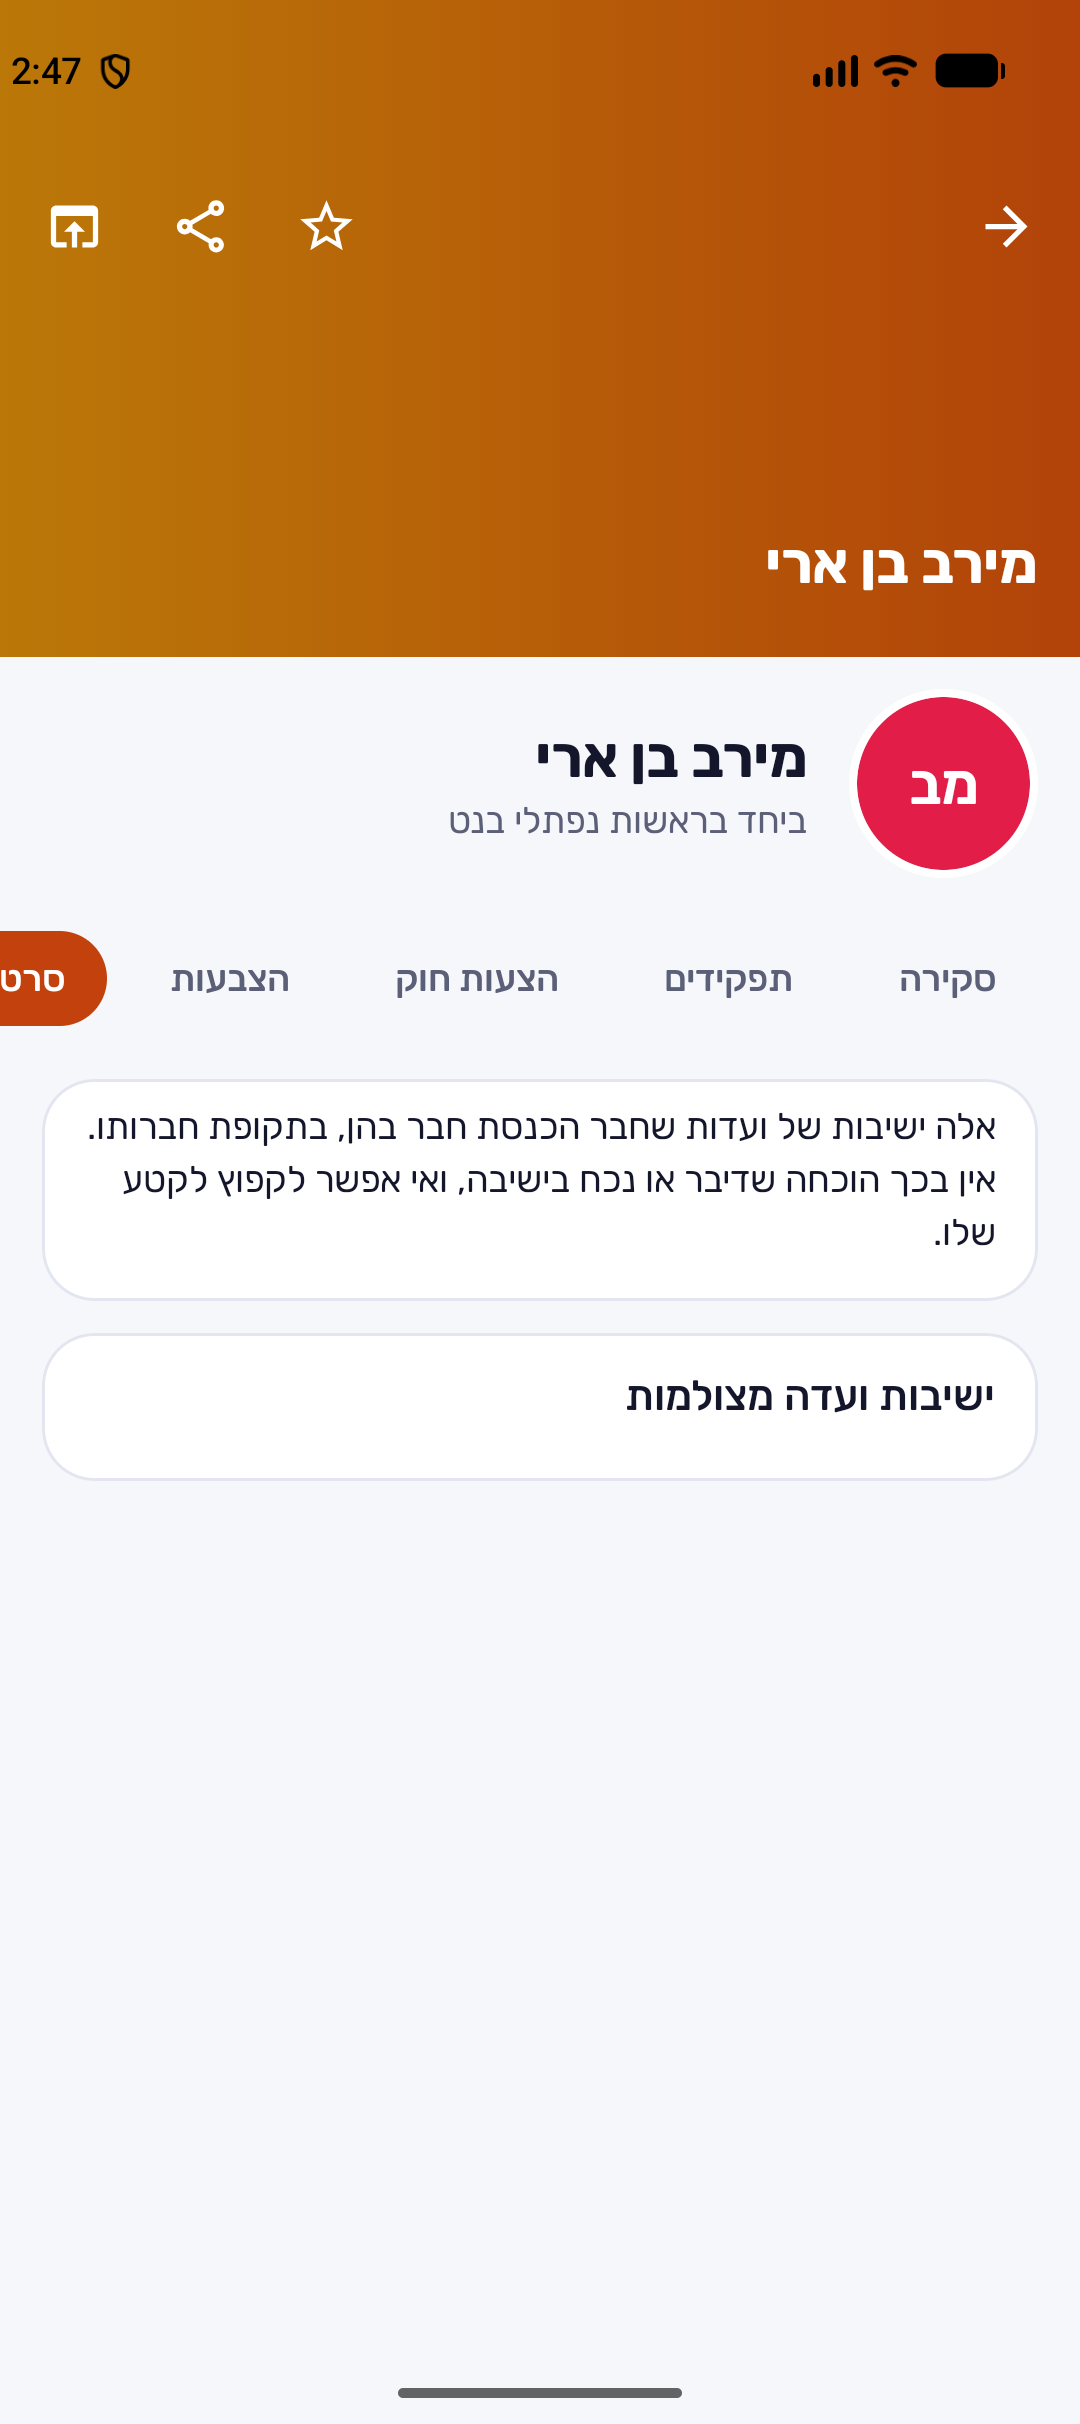 2:47
מירב בן ארי
מב
מירב בן ארי
ביחד בראשות נפתלי בנט
סקירה
תפקידים
הצעות חוק
הצבעות
סרט
אלה ישיבות של ועדות שחבר הכנסת חבר בהן, בתקופת חברותו.
אין בכך הוכחה שדיבר או נכח בישיבה, ואי אפשר לקפוץ לקטע
שלו.
ישיבות ועדה מצולמות